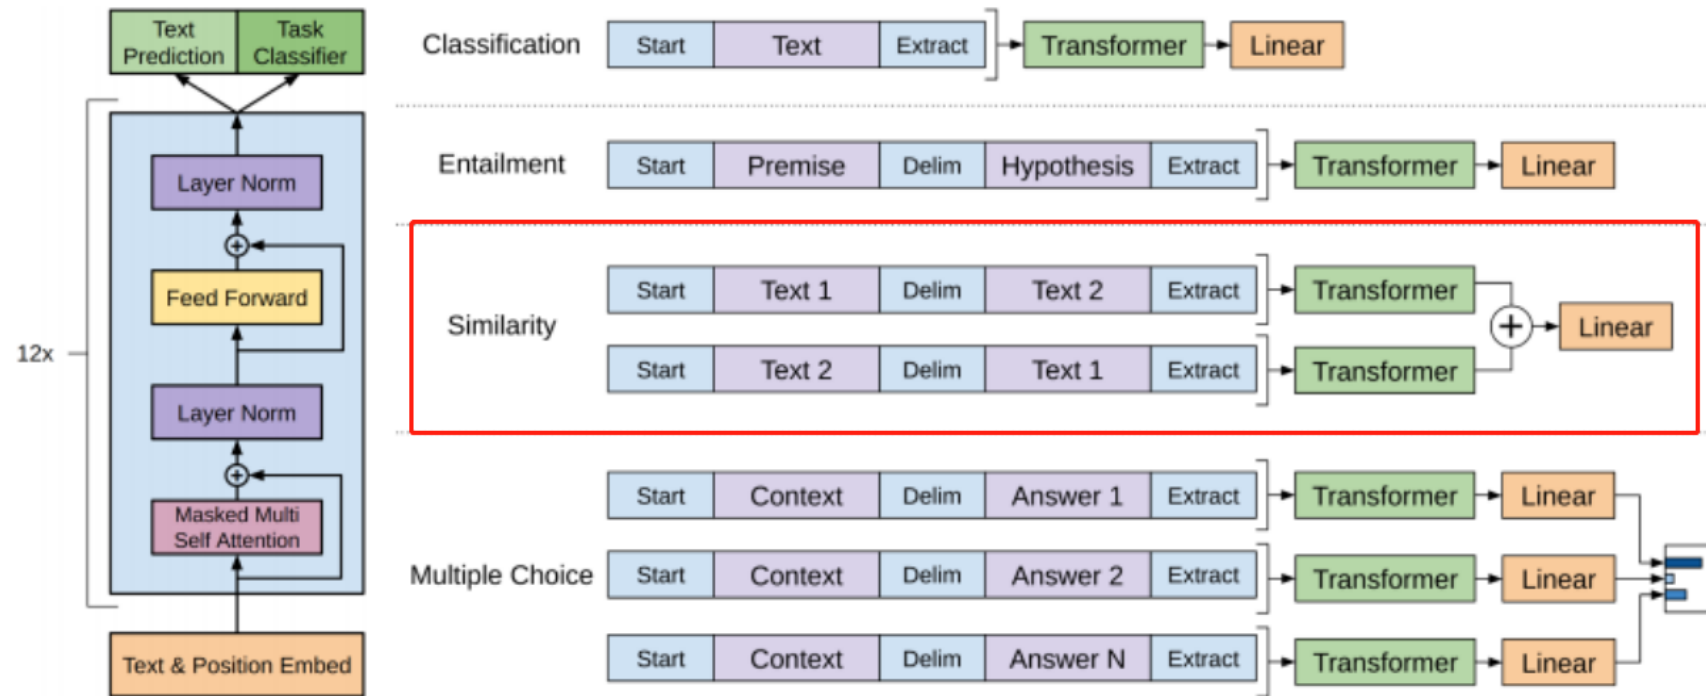 Text
Prediction
Task
Classifier
Layer Norm
Feed Forward
12x
Layer Norm
Masked Multi
Self Attention
Text & Position Embed
Classification Start Text Extract Transformer Linear
Entailment Start Premise Delim Hypothesis Extract Transformer Linear
Similarity
Start Text 1 Delim Text 2 Extract Transformer
Start Text 2 Delim Text 1 Extract Transformer
+ Linear
Multiple Choice
Start Context Delim Answer 1 Extract Transformer Linear
Start Context Delim Answer 2 Extract Transformer Linear
Start Context Delim Answer N Extract Transformer Linear